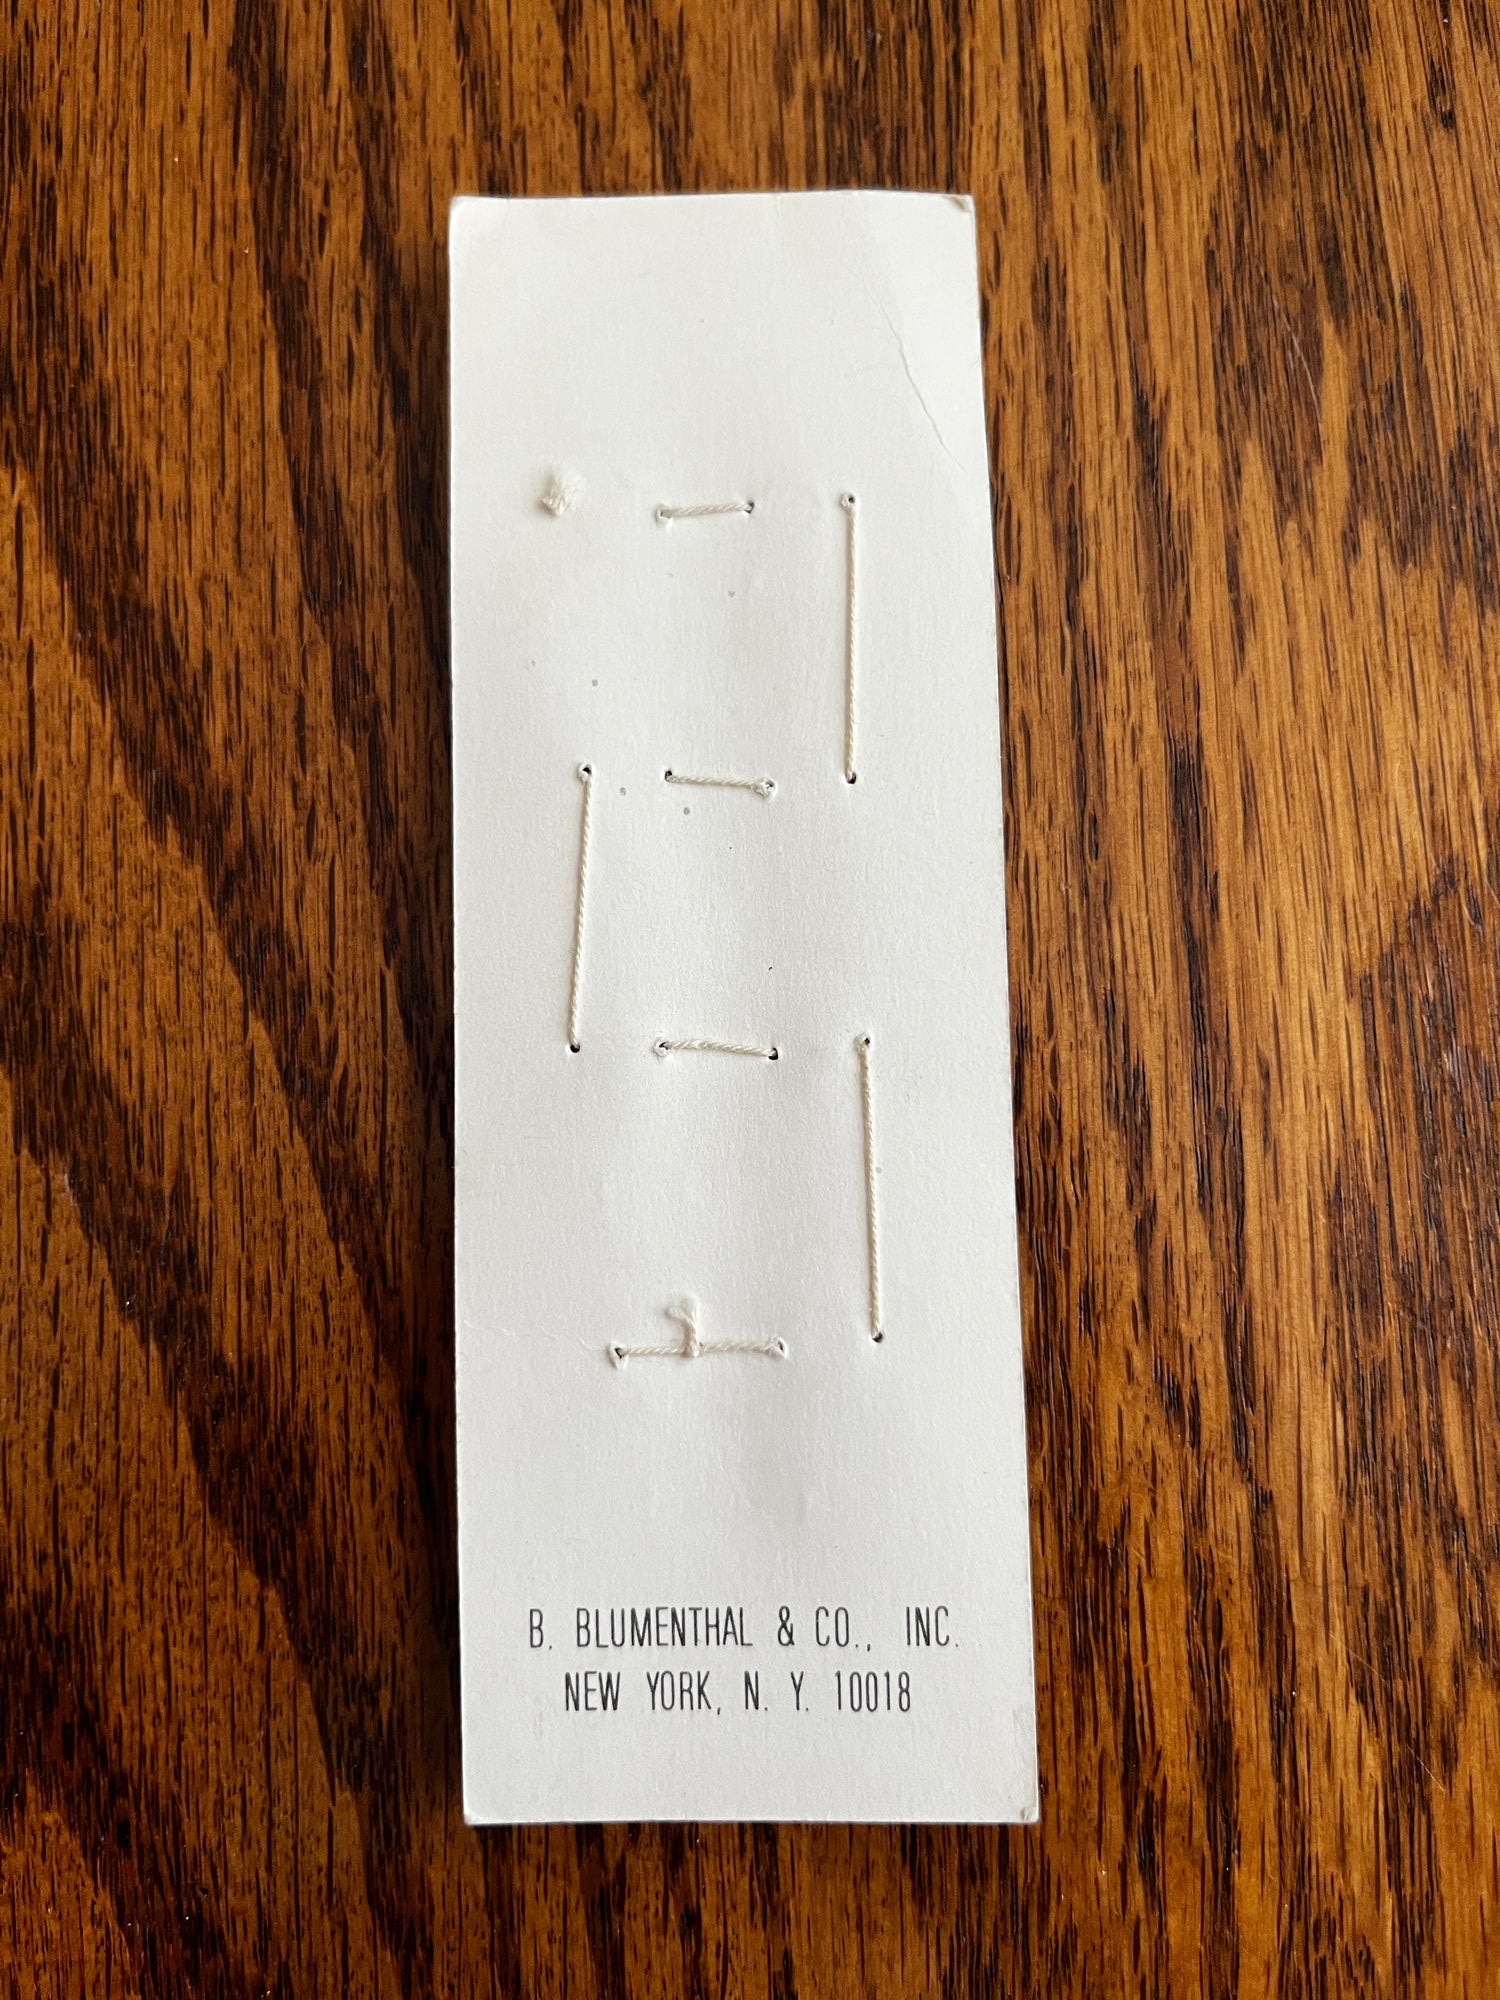 B. BLUMENTHAL & CO., INC.
NEW YORK, N. Y. 10018